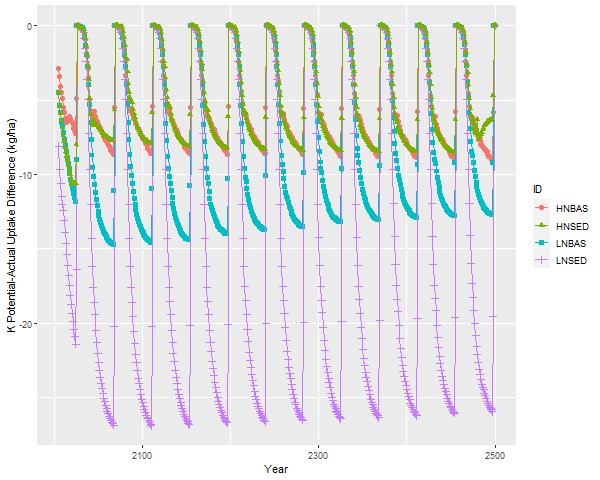 K Potential-Actual Uptake Difference (kg/ha)
0
-10
-20
2100
2300
2500
Year
ID
HNBAS
HNSED
LNBAS
LNSED